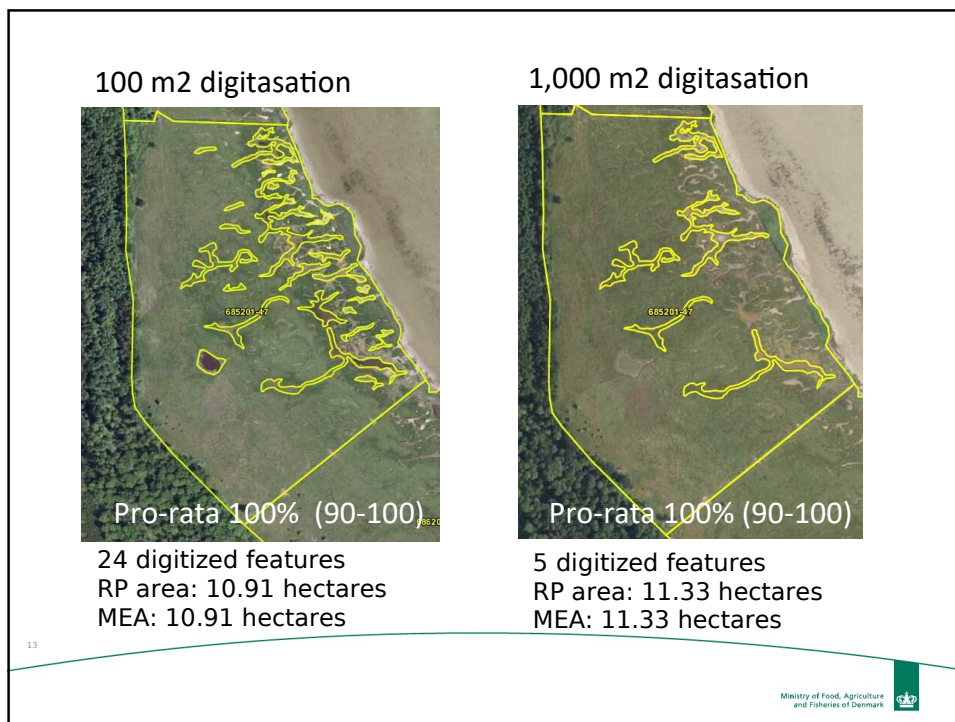 100 m2 digitasation
685201-47
Pro-rata 100% (90-100)
24 digitized features
RP area: 10.91 hectares
MEA: 10.91 hectares
1,000 m2 digitasation
685201-47
Pro-rata 100% (90-100)
5 digitized features
RP area: 11.33 hectares
MEA: 11.33 hectares
13
Ministry of Food, Agriculture
and Fisheries of Denmark